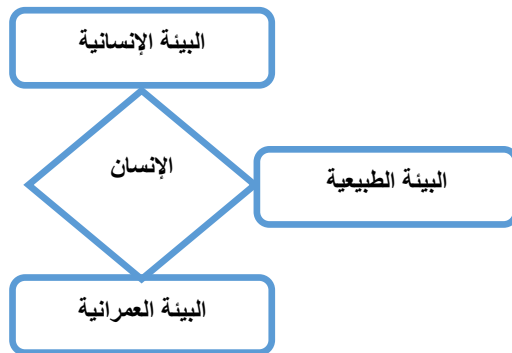 البيئة الإنسانية
الإنسان
البيئة الطبيعية
البيئة العمرانية